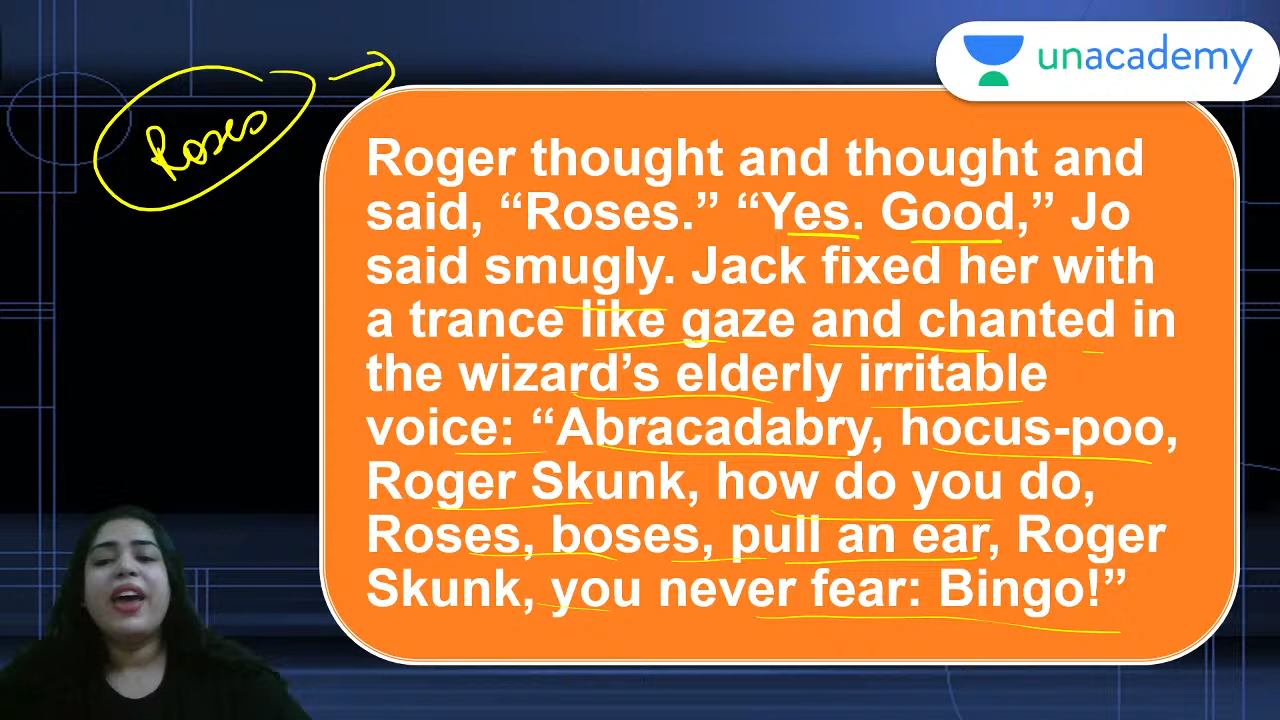 unacademy
Roses
Roger thought and thought and
said, “Roses.” “Yes. Good,” Jo
said smugly. Jack fixed her with
a trance like gaze and chanted in
the wizard’s elderly irritable
voice: “Abracadabry, hocus-poo,
Roger Skunk, how do you do,
Roses, boses, pull an ear, Roger
Skunk, you never fear: Bingo!”